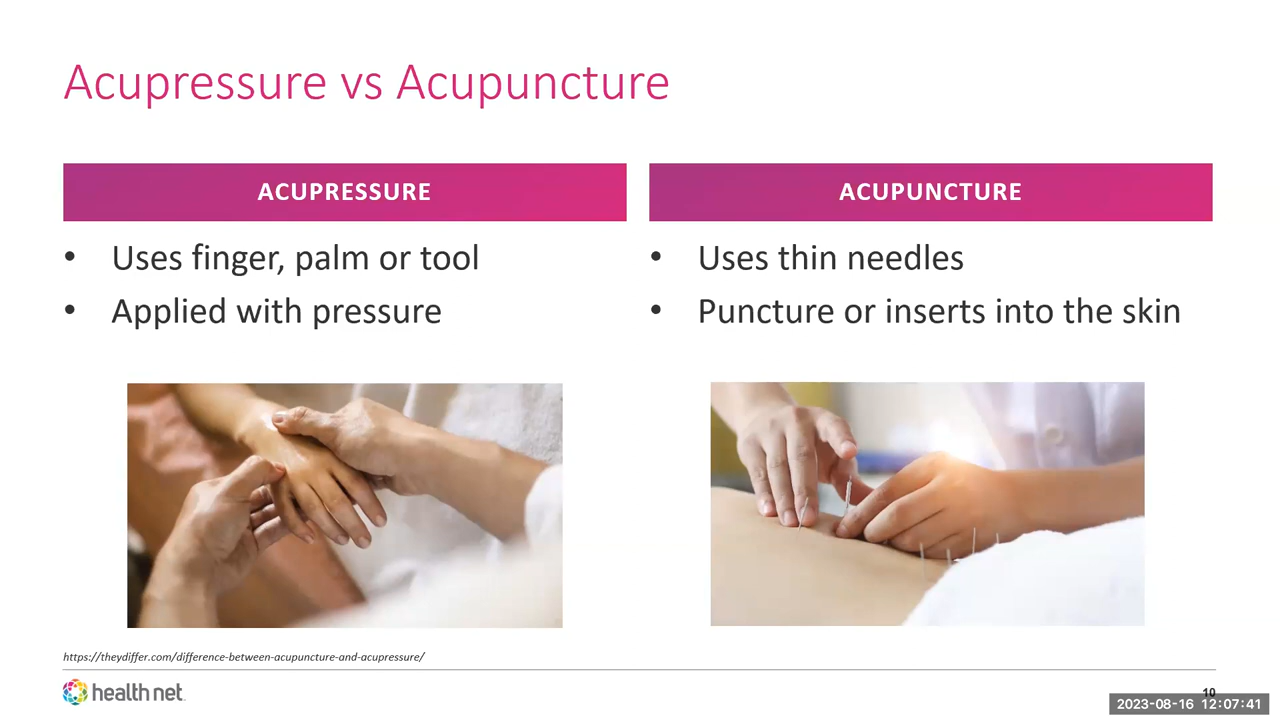 Acupressure vs Acupuncture
ACUPRESSURE
• Uses finger, palm or tool
• Applied with pressure
ACUPUNCTURE
• Uses thin needles
• Puncture or inserts into the skin
https://theydiffer.com/difference-between-acupuncture-and-acupressure/
health net
10
2023-08-16 12:07:41